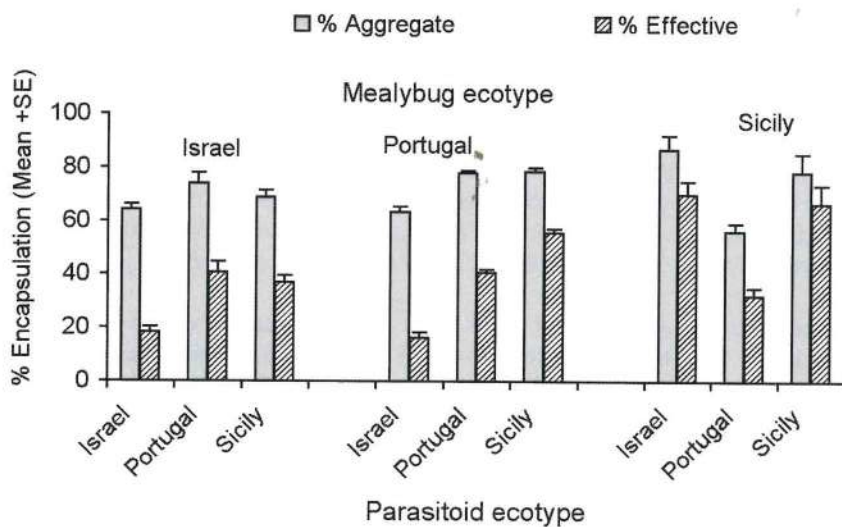 % Aggregate % Effective
Mealybug ecotype
Israel Portugal Sicily
% Encapsulation (Mean +SE)
100
80
60
40
20
0
Israel Portugal Sicily Israel Portugal Sicily Israel Portugal Sicily
Parasitoid ecotype